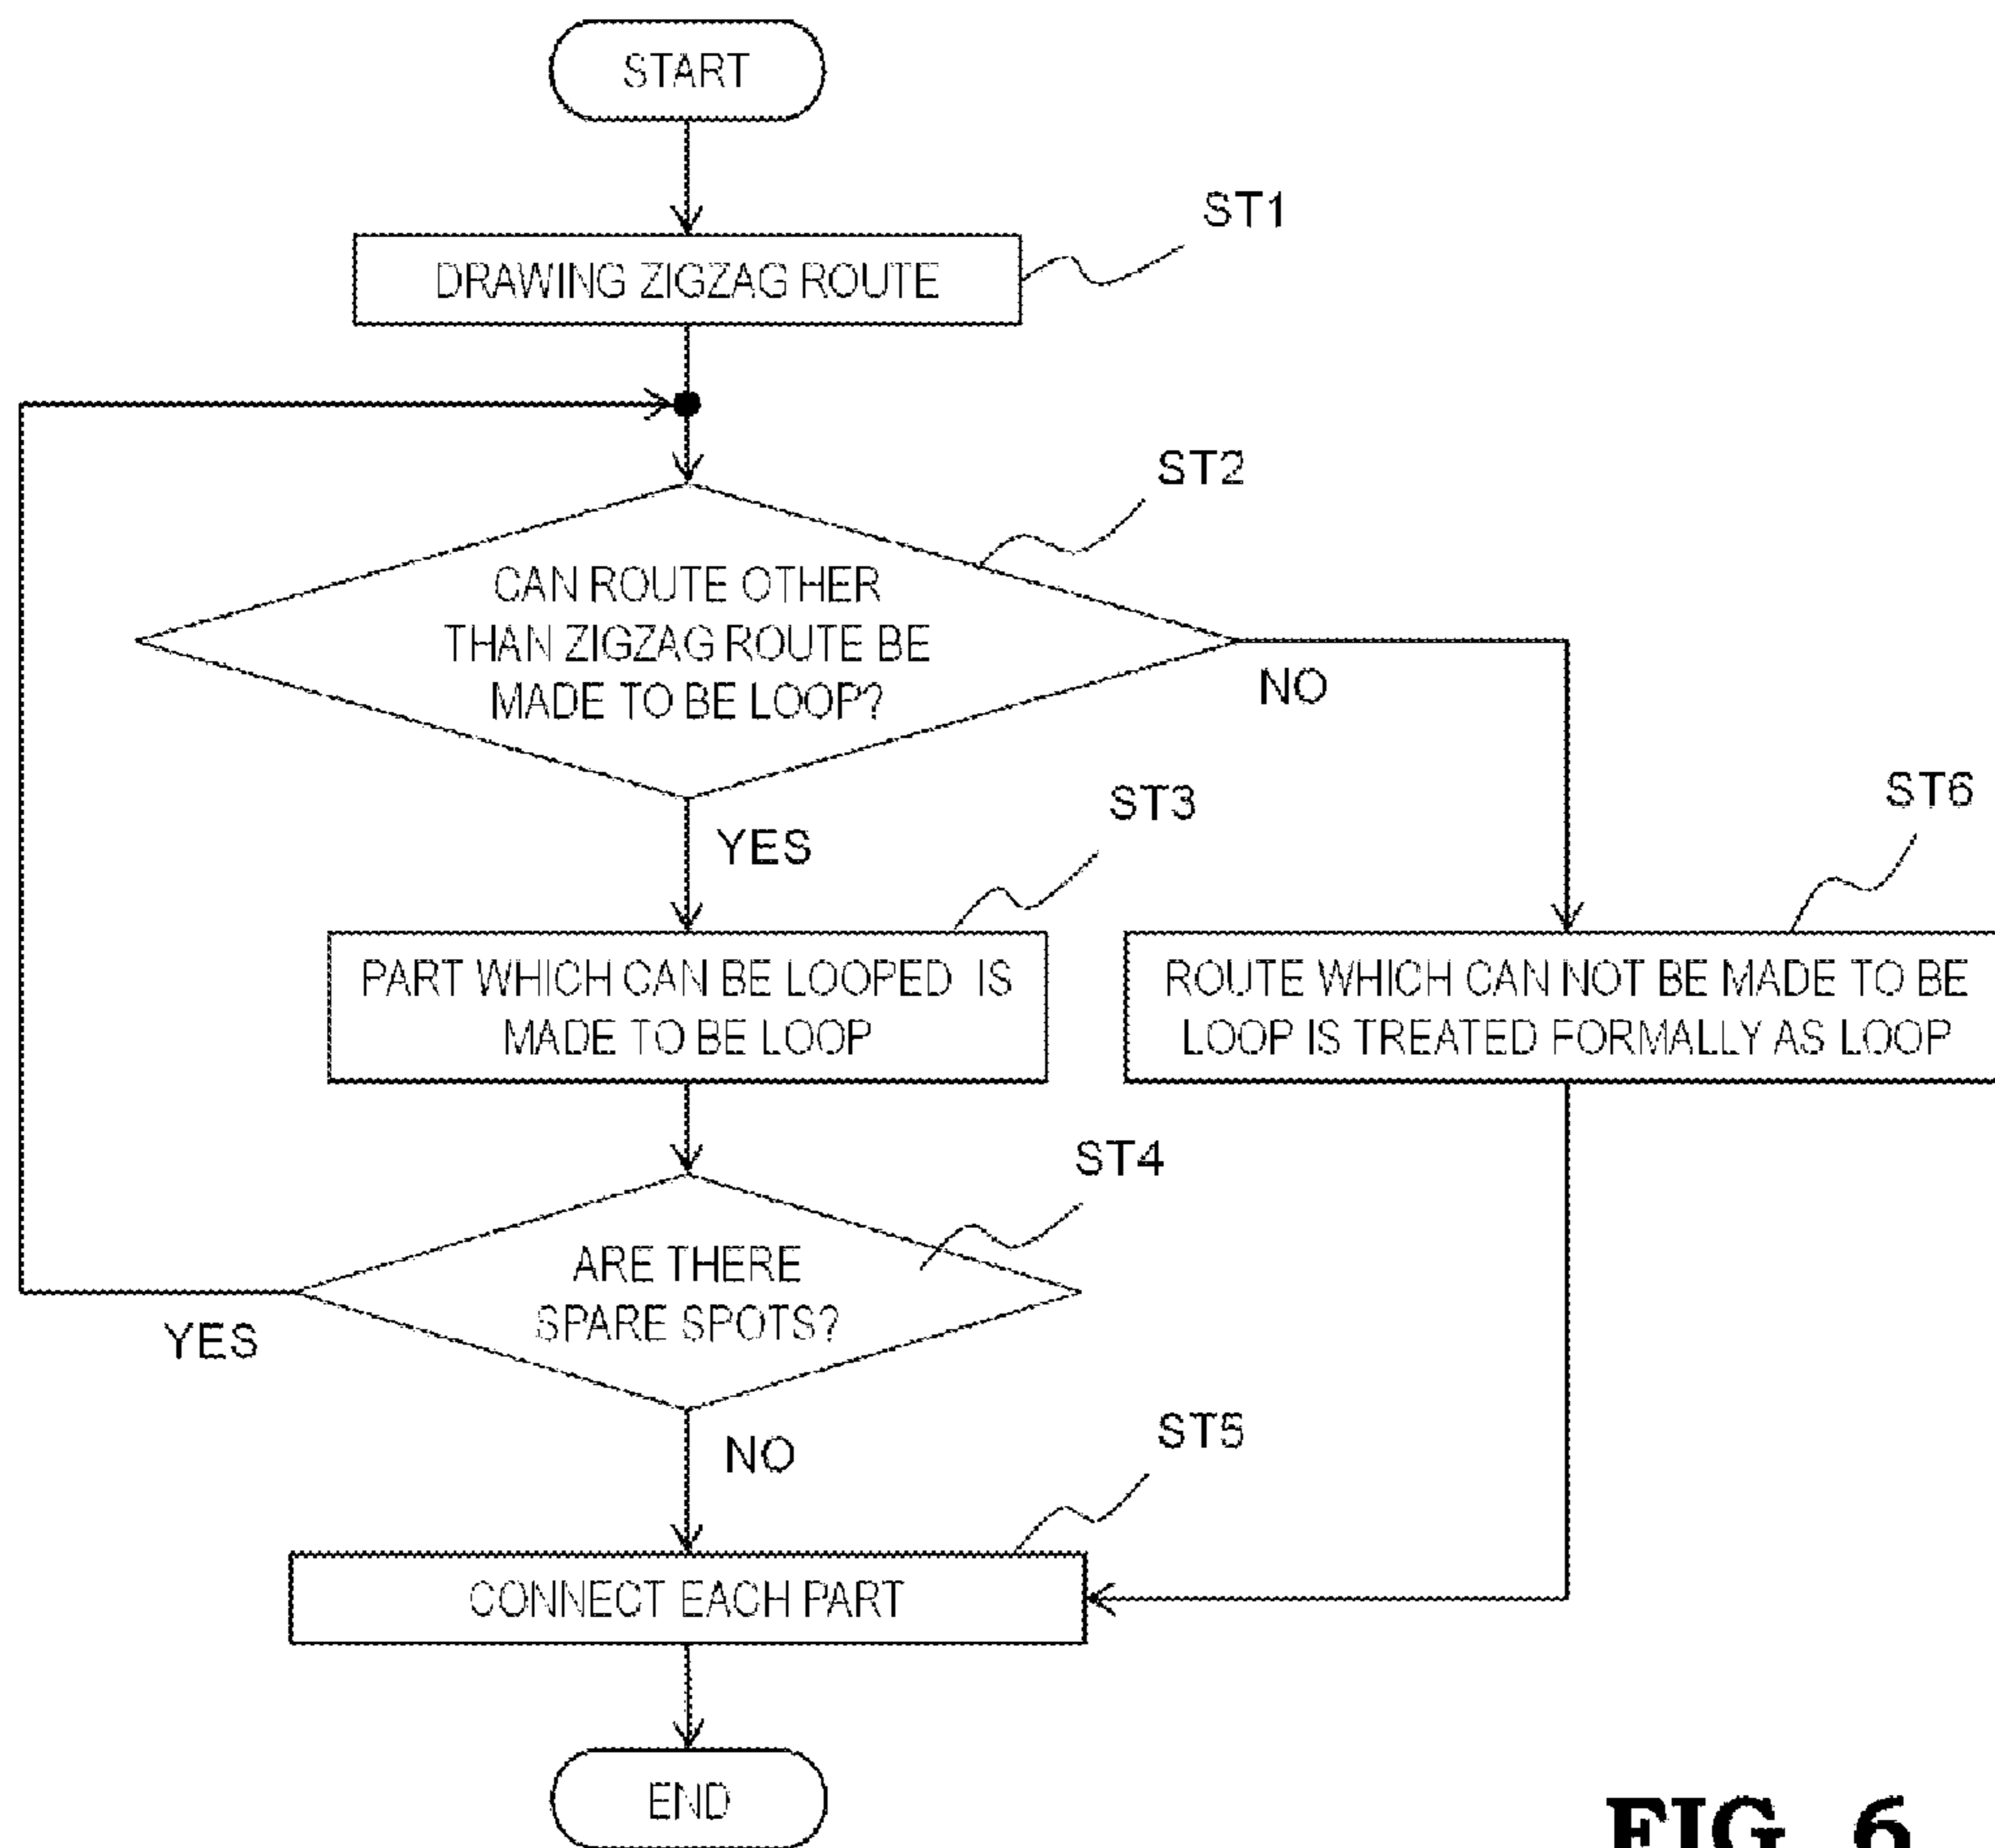 START
ST1
DRAWING ZIGZAG ROUTE
ST2
CAN ROUTE OTHER
THAN ZIGZAG ROUTE BE
MADE TO BE LOOP?
NO
YES
ST3
ST6
PART WHICH CAN BE LOOPED IS
MADE TO BE LOOP
ROUTE WHICH CAN NOT BE MADE TO BE
LOOP IS TREATED FORMALLY AS LOOP
ST4
ARE THERE
SPARE SPOTS?
YES
NO
ST5
CONNECT EACH PART
END
FIG. 6